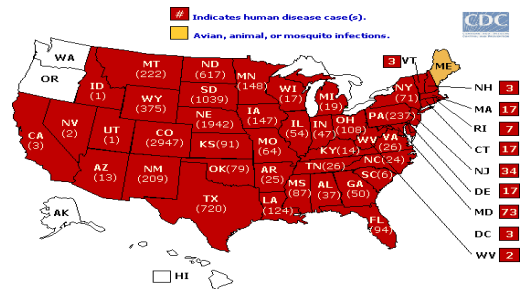 # Indicates human disease case(s).
Avian, animal, or mosquito infections.
CDC
WA
OR
ID
(1)
MT
(222)
ND
(617)
MN
(148)
WI
(17)
MI
(19)
3 VT
ME
NY
(71)
NH 3
MA 17
RI 7
CT 17
NJ 34
DE 17
MD 73
DC 3
WV 2
SD
(1039)
WY
(375)
IA
(147)
NE
(1942)
IL
(54)
IN
(47)
OH
(108)
PA(237)
CA
(3)
NV
(2)
UT
(1)
CO
(2947)
KS(91)
MO
(64)
KY(14)
WV
VA
(26)
NC(24)
TN(26)
SC(6)
AZ
(13)
NM
(209)
OK(79)
AR
(25)
MS
(87)
AL
(37)
GA
(50)
TX
(720)
LA
(124)
FL
(94)
AK
HI